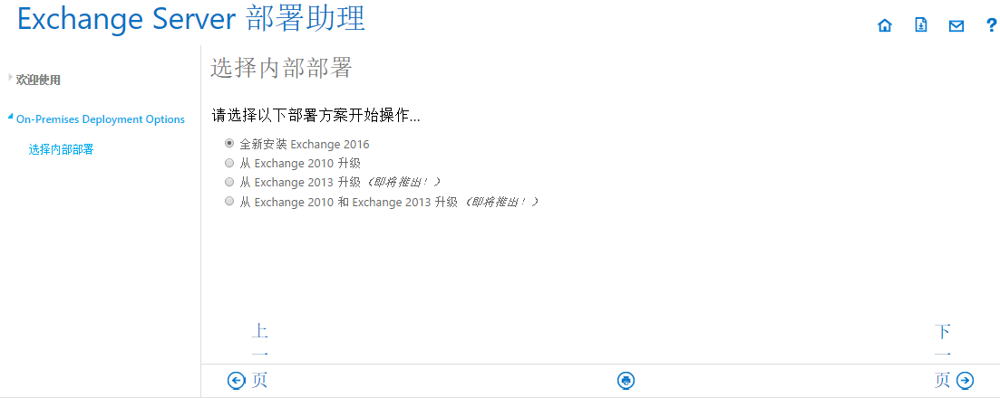 Exchange Server 部署助理
欢迎使用
On-Premises Deployment Options
选择内部部署
选择内部部署
请选择以下部署方案开始操作...
全新安装 Exchange 2016
从 Exchange 2010 升级
从 Exchange 2013 升级（即将推出！）
从 Exchange 2010 和 Exchange 2013 升级（即将推出！）
上
一
页
下
一
页